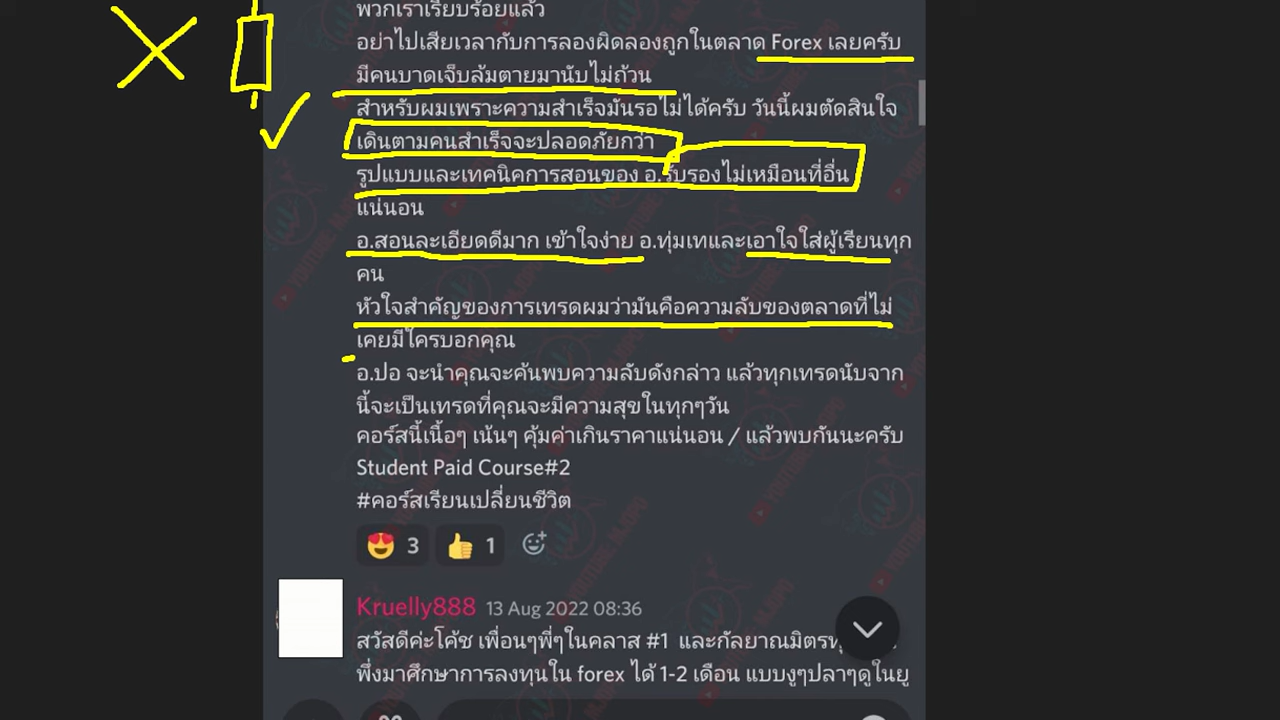 พวกเราเรียบร้อยแล้ว
อย่าไปเสียเวลากับการลองผิดลองถูกในตลาด Forex เลยครับ
มีคนบาดเจ็บล้มตายมานับไม่ถ้วน
สำหรับผมเพราะความสำเร็จมันรอไม่ได้ครับ วันนี้ผมตัดสินใจ
เดินตามคนสำเร็จจะปลอดภัยกว่า
รูปแบบและเทคนิคการสอนของ อ.รับรองไม่เหมือนที่อื่น
แน่นอน
อ.สอนละเอียดดีมาก เข้าใจง่าย อ.ทุ่มเทและเอาใจใส่ผู้เรียนทุก
คน
หัวใจสำคัญของการเทรดผมว่ามันคือความลับของตลาดที่ไม่
เคยมีใครบอกคุณ
อ.ปอ จะนำคุณจะค้นพบความลับดังกล่าว แล้วทุกเทรดนับจาก
นี้จะเป็นเทรดที่คุณจะมีความสุขในทุกๆวัน
คอร์สนี้เนื้อๆ เน้นๆ คุ้มค่าเกินราคาแน่นอน / แล้วพบกันนะครับ
Student Paid Course#2
#คอร์สเรียนเปลี่ยนชีวิต
3 1
Kruelly888 13 Aug 2022 08:36
สวัสดีค่ะโค้ช เพื่อนๆพี่ๆในคลาส #1 และกัลยาณมิตร
พึ่งมาศึกษาการลงทุนใน forex ได้ 1-2 เดือน แบบงูๆปลาๆดูในยู